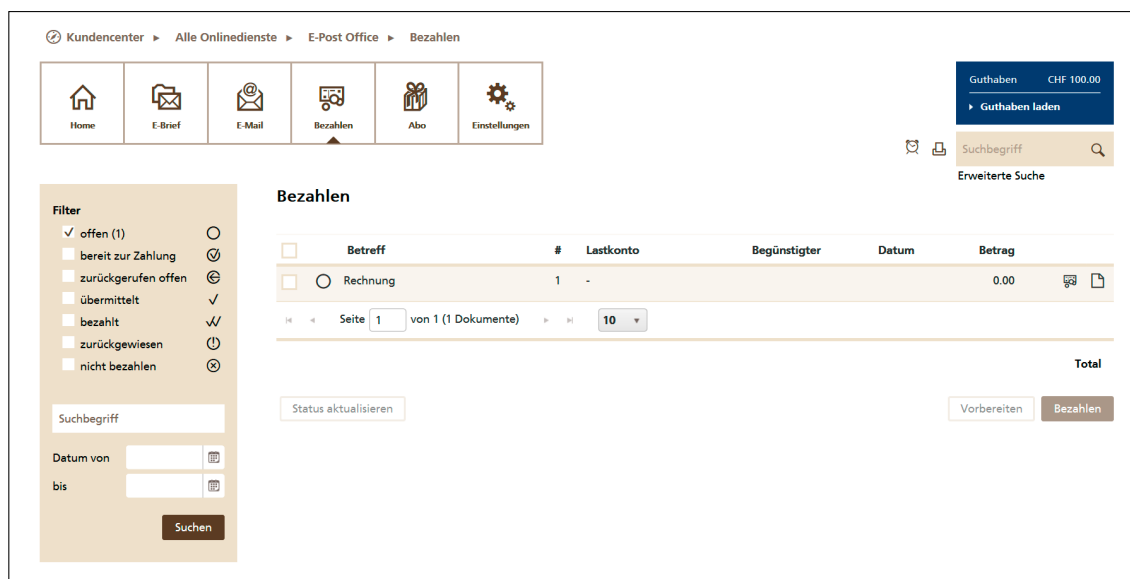 Kundencenter ▸ Alle Onlinedienste ▸ E-Post Office ▸ Bezahlen
Home E-Brief E-Mail Bezahlen Abo Einstellungen
Guthaben CHF 100.00
▸ Guthaben laden
Suchbegriff
Erweiterte Suche
Filter
offen (1)
bereit zur Zahlung
zurückgerufen offen
übermittelt
bezahlt
zurückgewiesen
nicht bezahlen
Suchbegriff
Datum von
bis
Suchen
Bezahlen
Betreff # Lastkonto Begünstigter Datum Betrag
Rechnung 1 - 0.00
Seite 1 von 1 (1 Dokumente) 10
Total
Status aktualisieren Vorbereiten Bezahlen